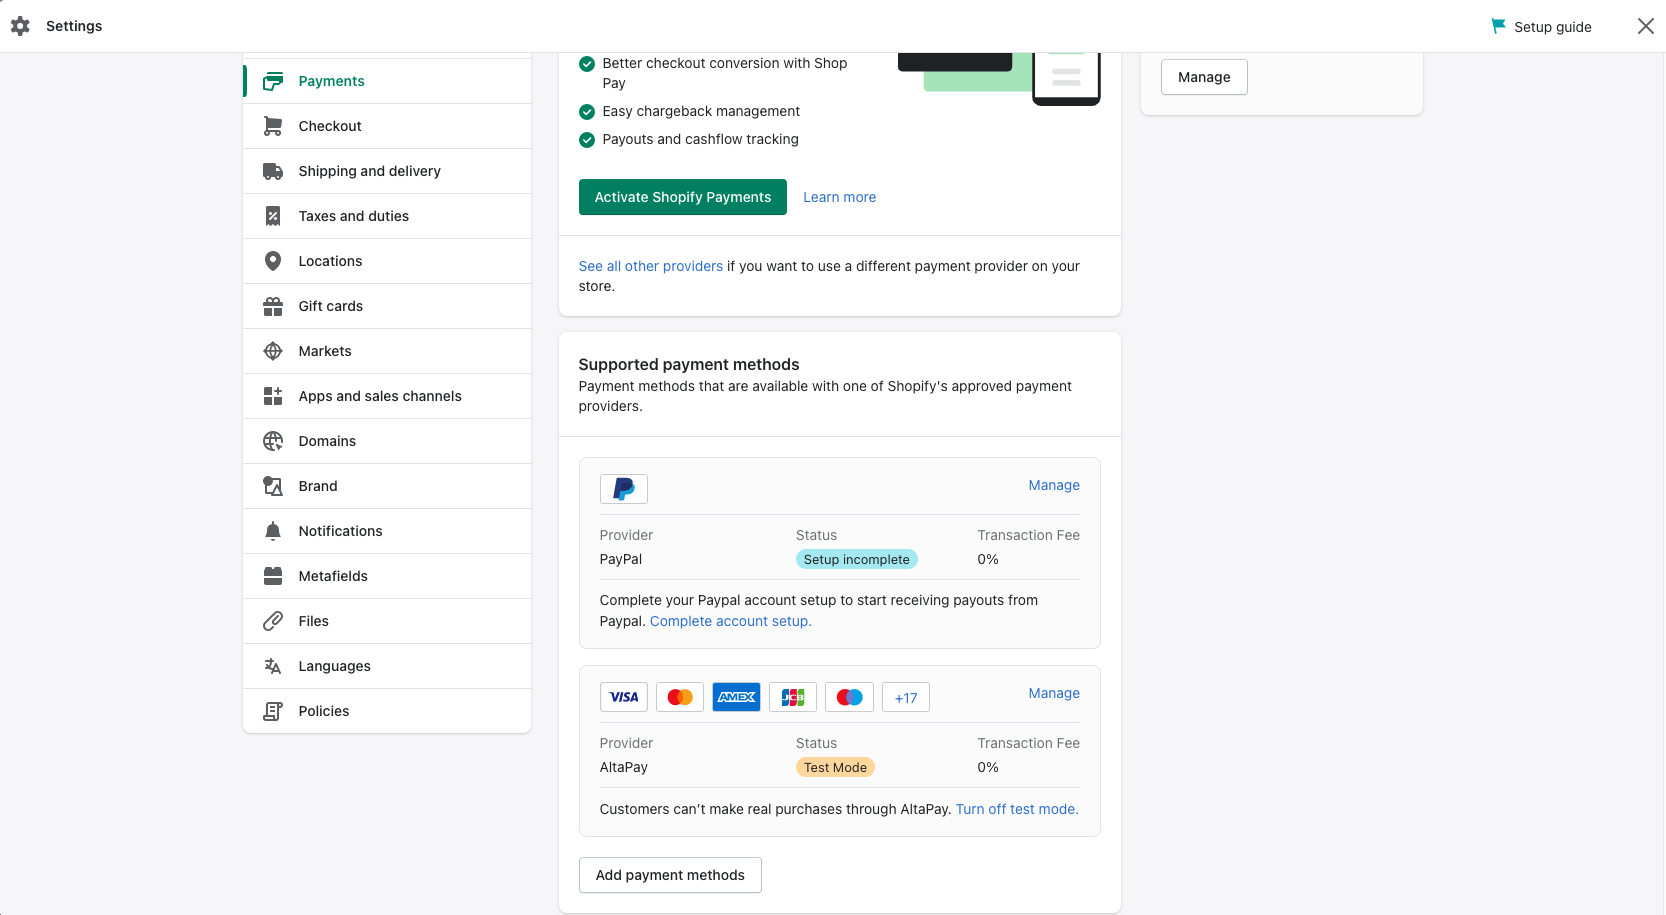 Settings
Setup guide
Payments
Checkout
Shipping and delivery
Taxes and duties
Locations
Gift cards
Markets
Apps and sales channels
Domains
Brand
Notifications
Metafields
Files
Languages
Policies
Better checkout conversion with Shop
Pay
Easy chargeback management
Payouts and cashflow tracking
Activate Shopify Payments
Learn more
See all other providers if you want to use a different payment provider on your
store.
Manage
Supported payment methods
Payment methods that are available with one of Shopify's approved payment
providers.
Manage
Provider
Status
Transaction Fee
PayPal
Setup incomplete
0%
Complete your Paypal account setup to start receiving payouts from
Paypal. Complete account setup.
VISA
AMEX
JCB
+17
Manage
Provider
Status
Transaction Fee
AltaPay
Test Mode
0%
Customers can’t make real purchases through AltaPay. Turn off test mode.
Add payment methods